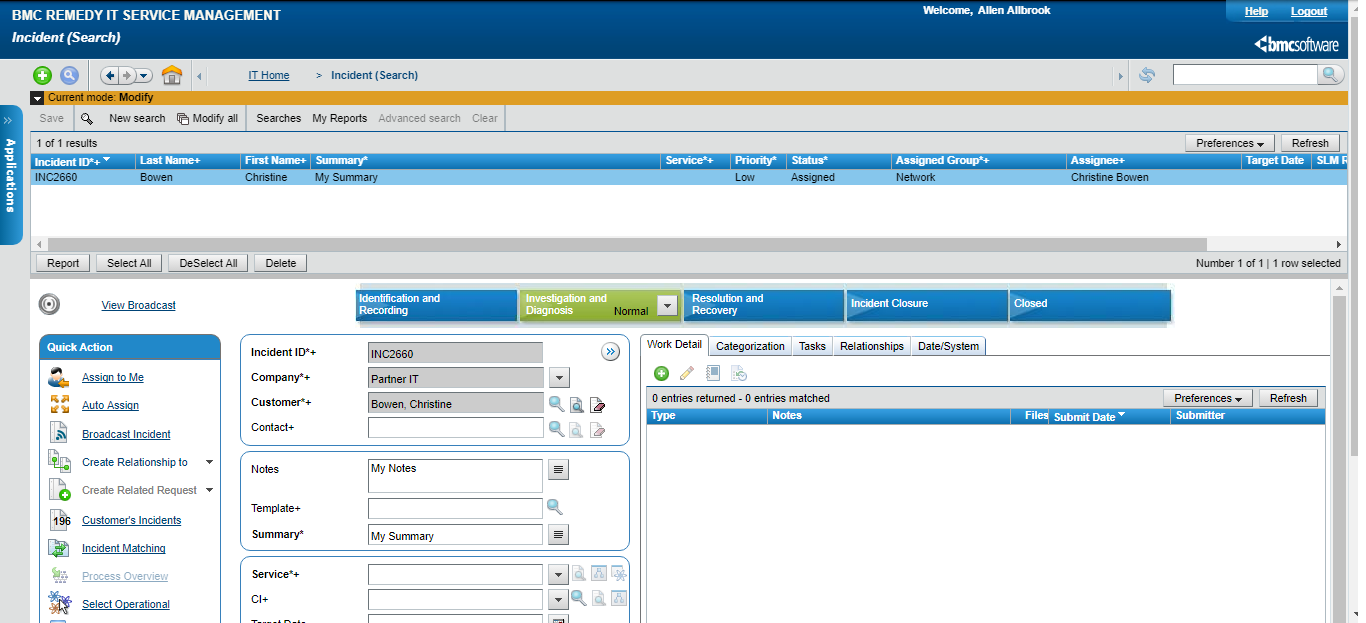 BMC REMEDY IT SERVICE MANAGEMENT
Welcome, Allen Allbrook
Help Logout
Incident (Search)
bmcsoftware
IT Home > Incident (Search)
Current mode: Modify
Save New search Modify all Searches My Reports Advanced search Clear
Applications
1 of 1 results Preferences Refresh
Incident ID*+ Last Name+ First Name+ Summary* Service*+ Priority* Status* Assigned Group*+ Assignee+ Target Date SLM R
INC2660 Bowen Christine My Summary Low Assigned Network Christine Bowen
Report Select All DeSelect All Delete Number 1 of 1 | 1 row selected
View Broadcast
Identification and
Recording
Investigation and
Diagnosis Normal
Resolution and
Recovery
Incident Closure
Closed
Quick Action
Assign to Me
Auto Assign
Broadcast Incident
Create Relationship to
Create Related Request
196 Customer's Incidents
Incident Matching
Process Overview
Select Operational
Incident ID*+ INC2660
Company*+ Partner IT
Customer*+ Bowen, Christine
Contact+
Notes My Notes
Template+
Summary* My Summary
Service*+
CI+
Target Date
Work Detail Categorization Tasks Relationships Date/System
0 entries returned - 0 entries matched Preferences Refresh
Type Notes Files Submit Date Submitter